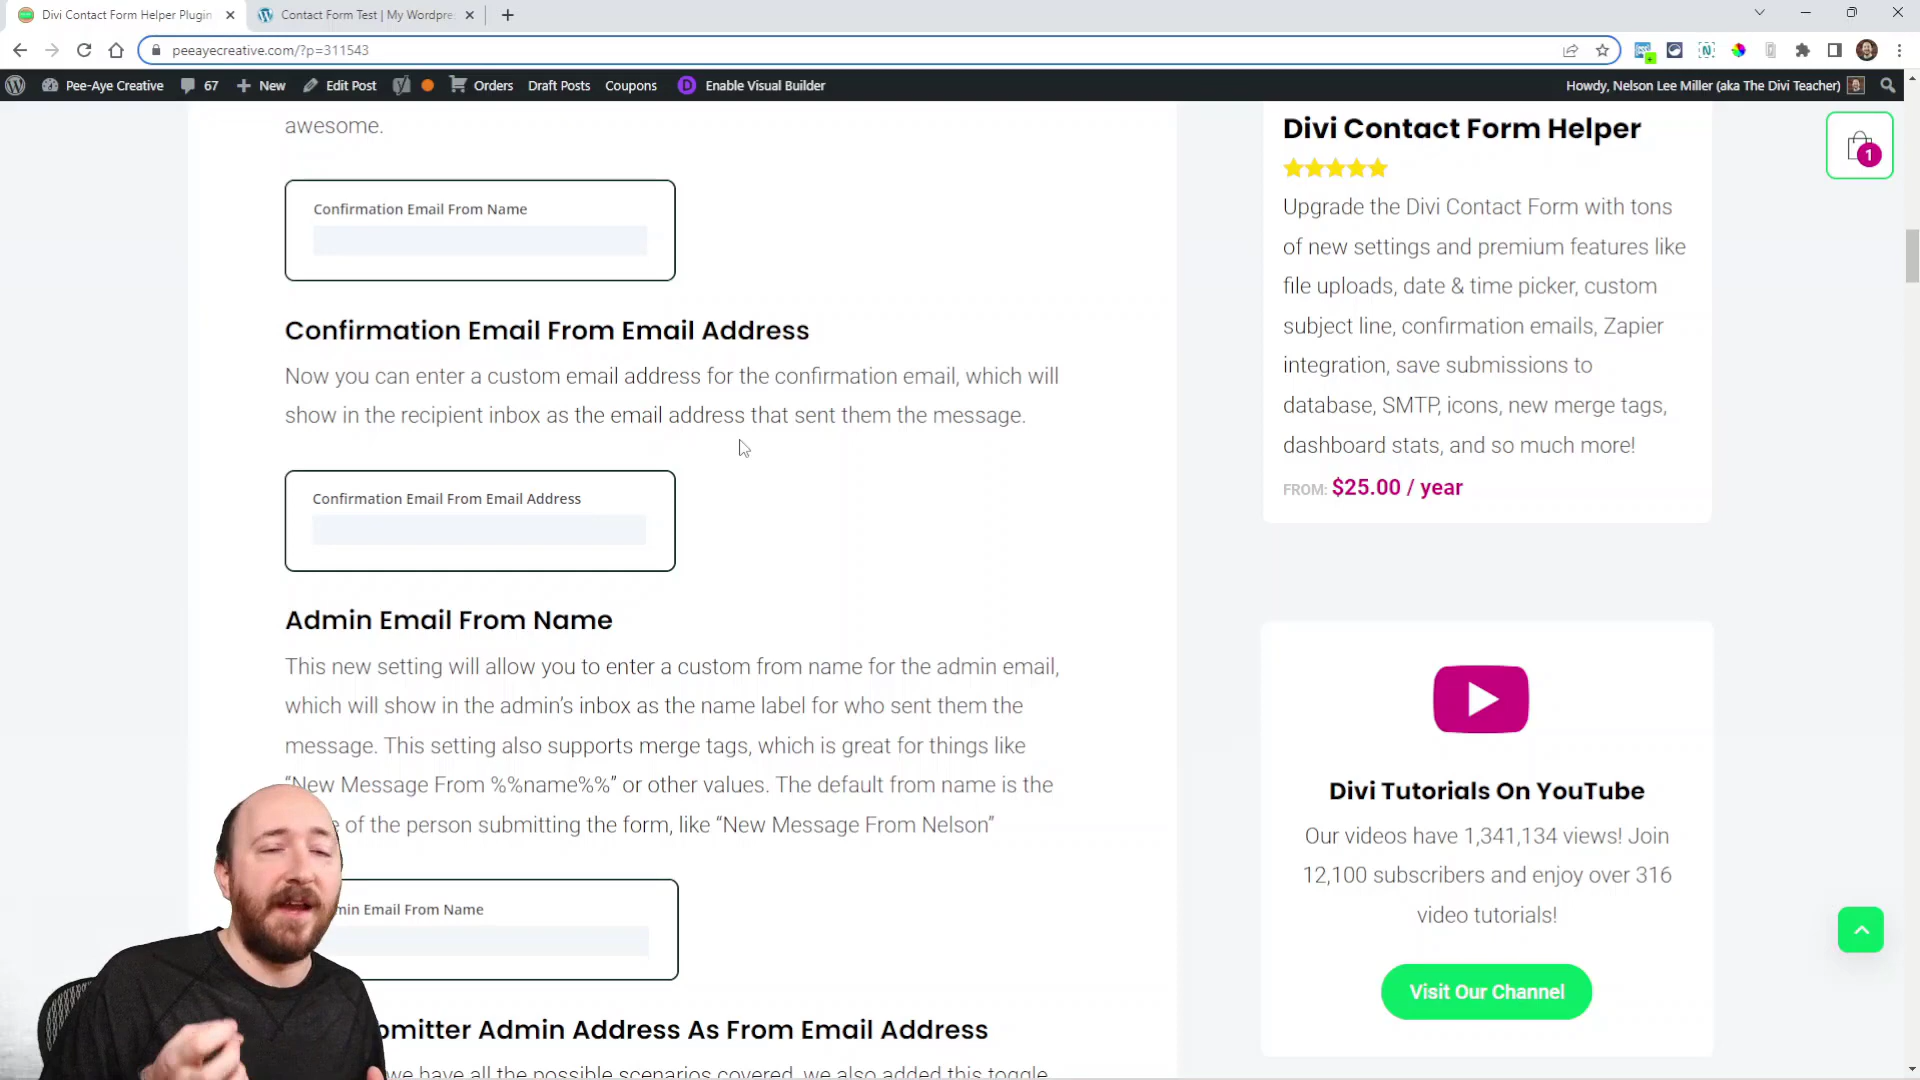 Divi Contact Form Helper Plugin
Contact Form Test | My Wordpre
peeayecreative.com/?p=311543
Pee-Aye Creative
67
New
Edit Post
Orders
Draft Posts
Coupons
Enable Visual Builder
Howdy, Nelson Lee Miller (aka The Divi Teacher)
awesome.
Confirmation Email From Name
Confirmation Email From Email Address
Now you can enter a custom email address for the confirmation email, which will
show in the recipient inbox as the email address that sent them the message.
Confirmation Email From Email Address
Admin Email From Name
This new setting will allow you to enter a custom from name for the admin email,
which will show in the admin's inbox as the name label for who sent them the
message. This setting also supports merge tags, which is great for things like
“New Message From %%name%%” or other values. The default from name is the
of the person submitting the form, like “New Message From Nelson”
Email From Name
Admin Address As From Email Address
we have all the possible scenarios covered, we also added this toggle
Divi Contact Form Helper
Upgrade the Divi Contact Form with tons
of new settings and premium features like
file uploads, date & time picker, custom
subject line, confirmation emails, Zapier
integration, save submissions to
database, SMTP, icons, new merge tags,
dashboard stats, and so much more!
FROM: $25.00 / year
1
Divi Tutorials On YouTube
Our videos have 1,341,134 views! Join
12,100 subscribers and enjoy over 316
video tutorials!
Visit Our Channel